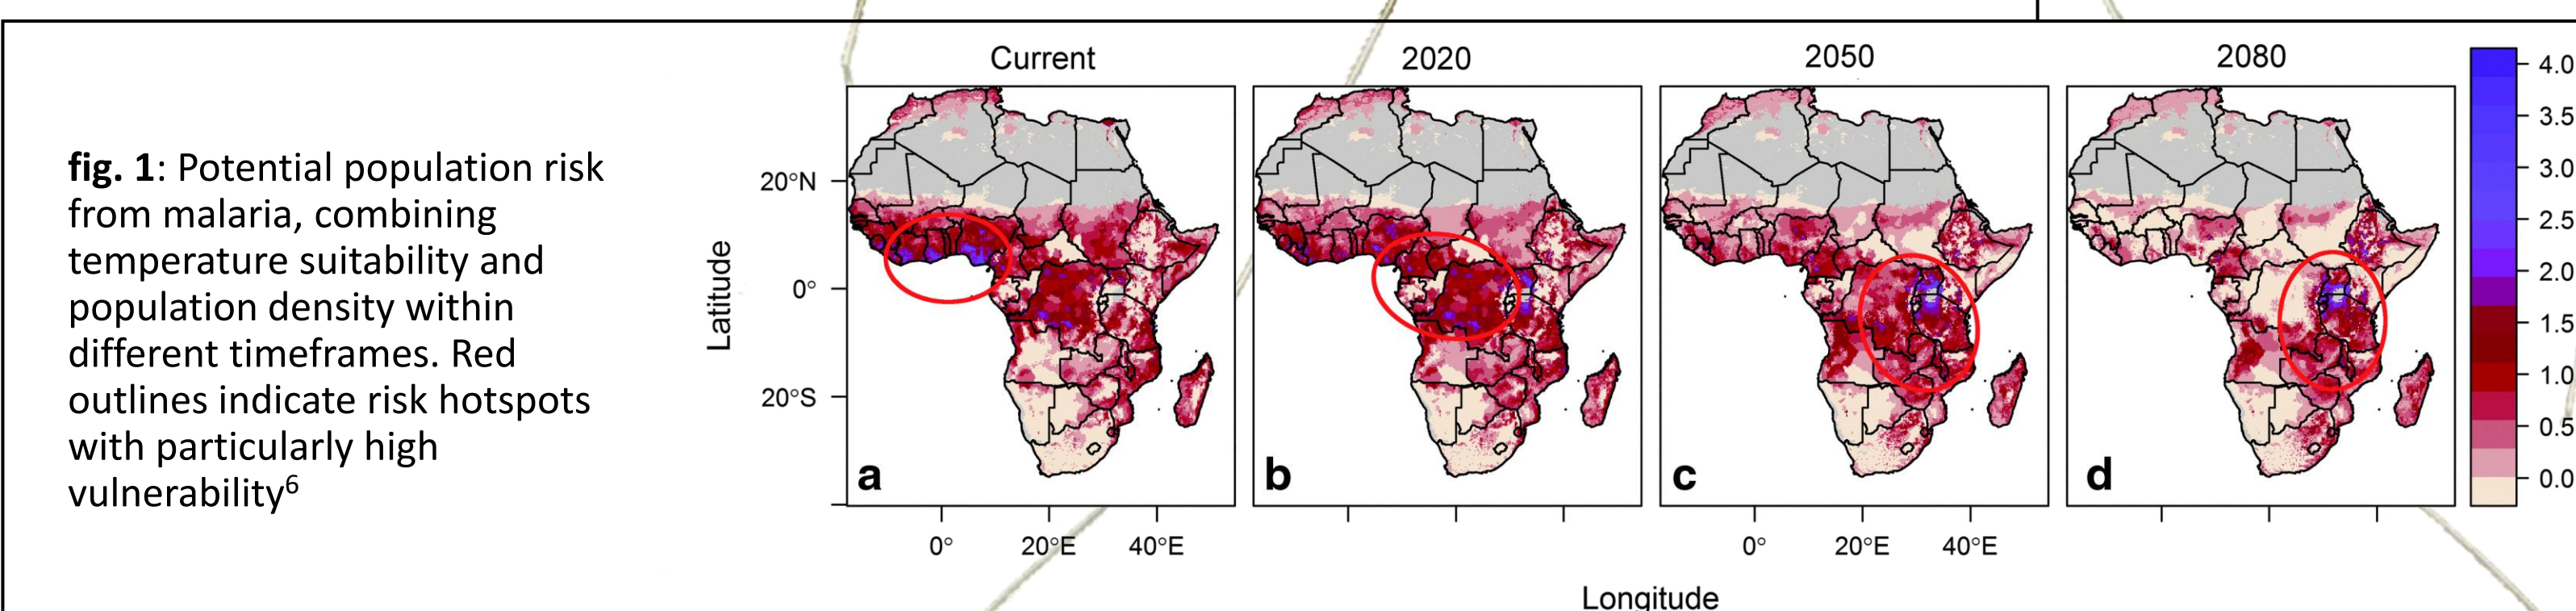 fig. 1: Potential population risk
from malaria, combining
temperature suitability and
population density within
different timeframes. Red
outlines indicate risk hotspots
with particularly high
vulnerability6
Current
2020
2050
2080
Latitude
20°N
0°
20°S
a
b
c
d
0°
20°E
40°E
0°
20°E
40°E
Longitude
4.0
3.5
3.0
2.5
2.0
1.5
1.0
0.5
0.0